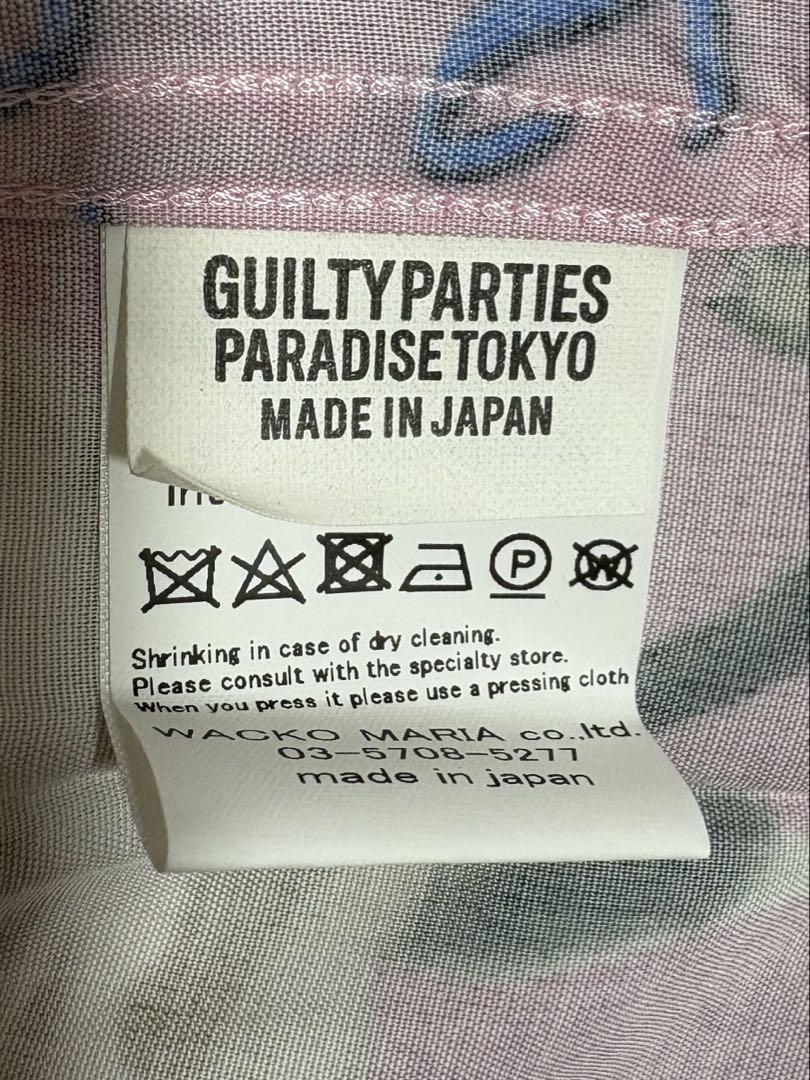 GUILTY PARTIES
PARADISE TOKYO
MADE IN JAPAN
P
W
Shrinking in case of dry cleaning.
Please consult with the specialty store.
When you press it please use a pressing cloth
WACKO MARIA co.,ltd.
03-5708-5277
made in japan